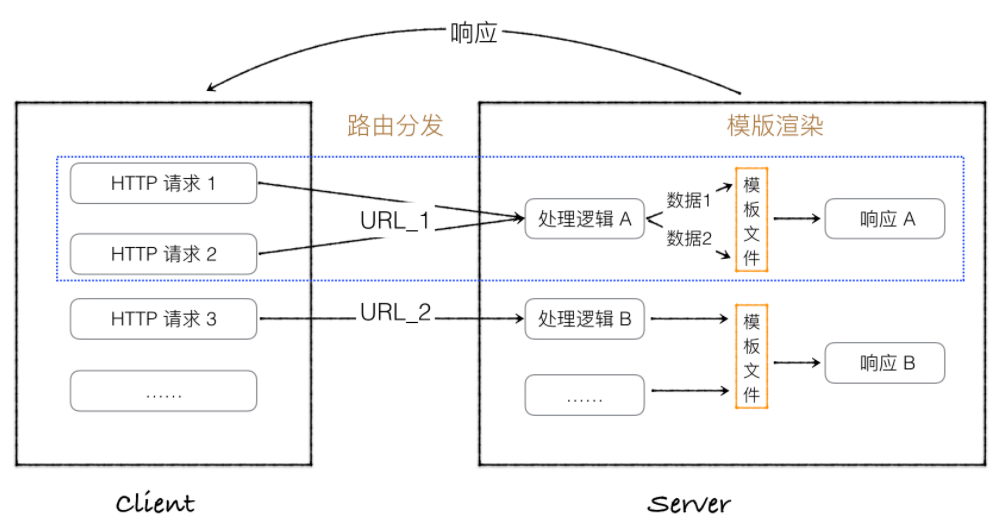 响应
路由分发
模版渲染
HTTP 请求 1
HTTP 请求 2
URL_1
处理逻辑 A
数据1
数据2
模板文件
响应 A
HTTP 请求 3
URL_2
处理逻辑 B
模板文件
响应 B
……
……
Client
Server